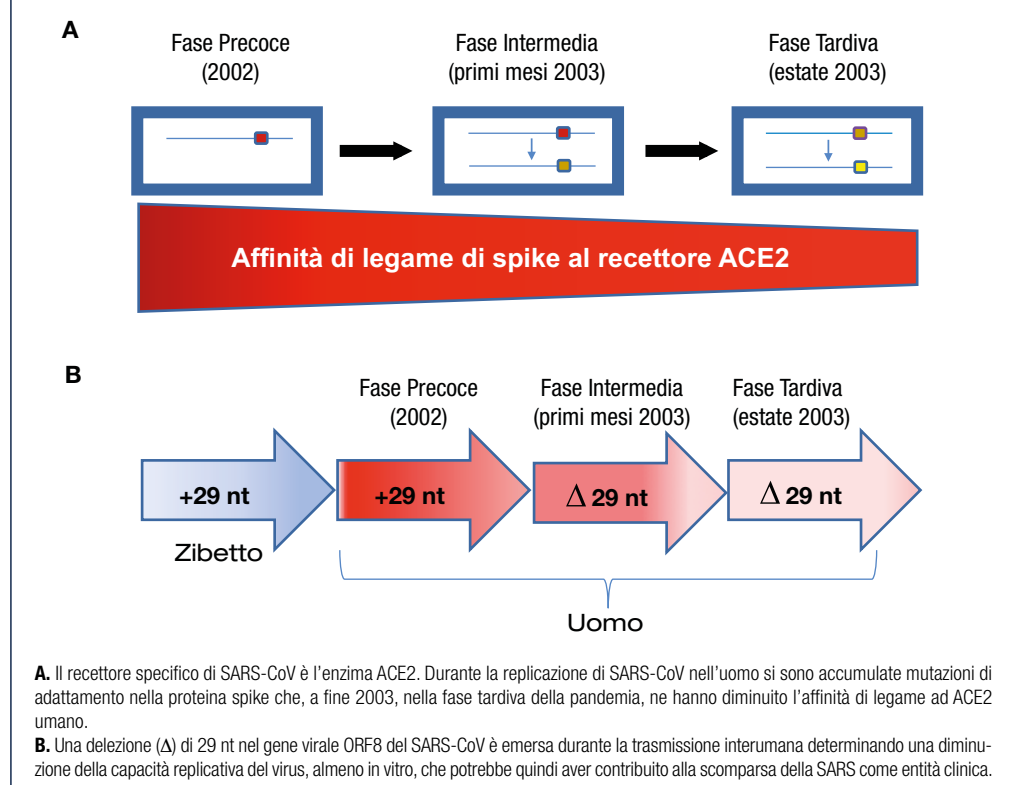 A
Fase Precoce
(2002)
Fase Intermedia
(primi mesi 2003)
Fase Tardiva
(estate 2003)
Affinità di legame di spike al recettore ACE2
B
Fase Precoce
(2002)
Fase Intermedia
(primi mesi 2003)
Fase Tardiva
(estate 2003)
+29 nt
+29 nt
Δ 29 nt
Δ 29 nt
Zibetto
Uomo
A. Il recettore specifico di SARS-CoV è l'enzima ACE2. Durante la replicazione di SARS-CoV nell'uomo si sono accumulate mutazioni di
adattamento nella proteina spike che, a fine 2003, nella fase tardiva della pandemia, ne hanno diminuito l'affinità di legame ad ACE2
umano.
B. Una delezione (Δ) di 29 nt nel gene virale ORF8 del SARS-CoV è emersa durante la trasmissione interumana determinando una diminu-
zione della capacità replicativa del virus, almeno in vitro, che potrebbe quindi aver contribuito alla scomparsa della SARS come entità clinica.